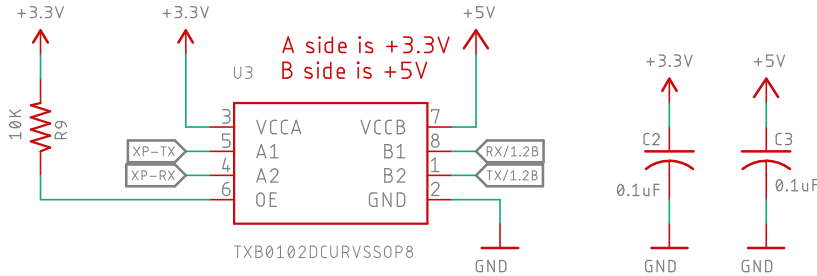 +3.3V
+3.3V
+5V
A side is +3.3V
B side is +5V
U3
+3.3V
+5V
10K
R9
3
VCCA
VCCB
7
5
XP-TX
A1
B1
8
RX/1.2B
4
XP-RX
A2
B2
1
TX/1.2B
6
OE
GND
2
C2
C3
0.1uF
0.1uF
TXB0102DCURVSSOP8
GND
GND
GND